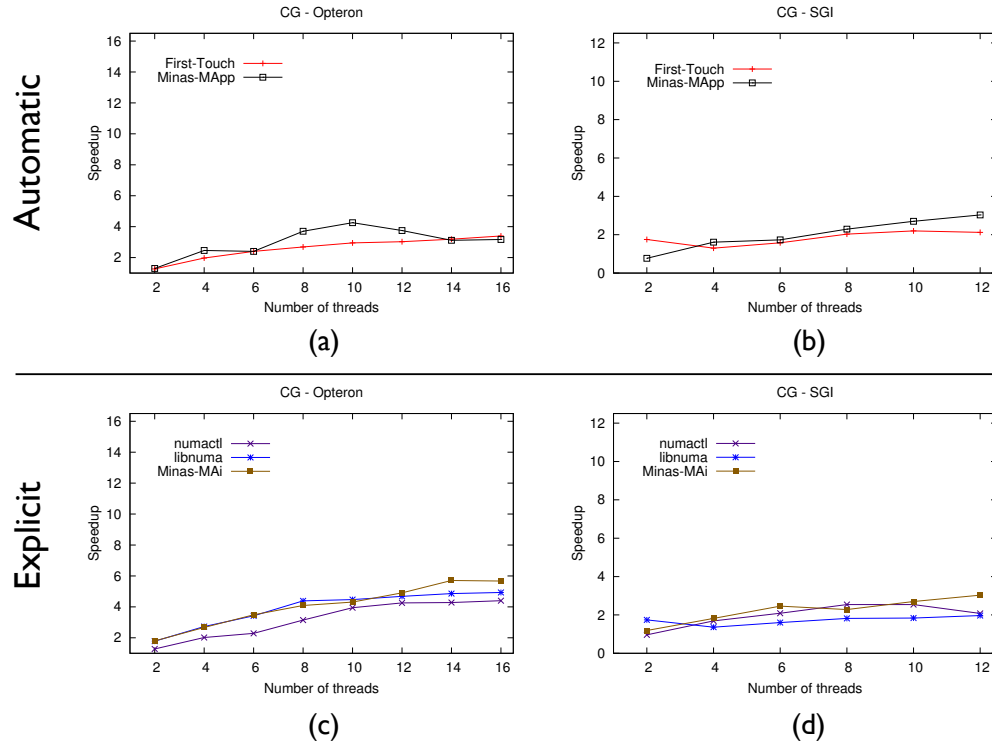 Automatic
CG - Opteron
16
14
12
10
8
6
4
2
Speedup
First-Touch
Minas-MApp
2 4 6 8 10 12 14 16
Number of threads
(a)
CG - SGI
12
10
8
6
4
2
0
Speedup
First-Touch
Minas-MApp
2 4 6 8 10 12
Number of threads
(b)
Explicit
CG - Opteron
16
14
12
10
8
6
4
2
Speedup
numactl
libnuma
Minas-MAi
2 4 6 8 10 12 14 16
Number of threads
(c)
CG - SGI
12
10
8
6
4
2
0
Speedup
numactl
libnuma
Minas-MAi
2 4 6 8 10 12
Number of threads
(d)